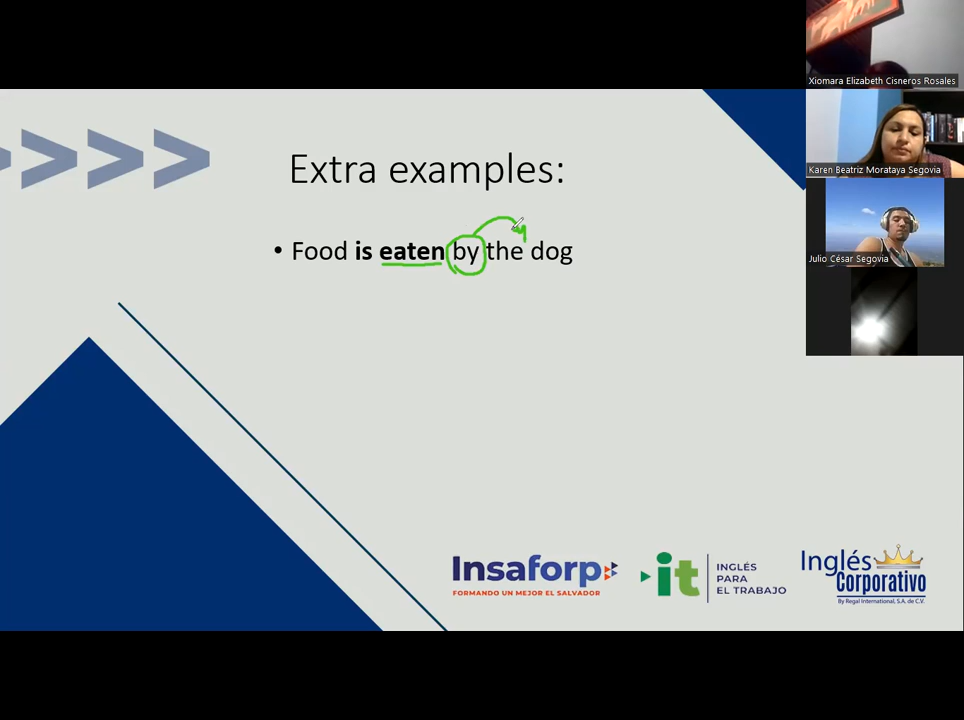 Xiomara Elizabeth Cisneros Rosales
Extra examples:
Karen Beatriz Morataya Segovia
• Food is eaten by the dog
Julio César Segovia
Insaforp
FORMANDO UN MEJOR EL SALVADOR
it
INGLÉS
PARA
EL TRABAJO
Inglés
Corporativo
By Regal International, S.A. de C.V.